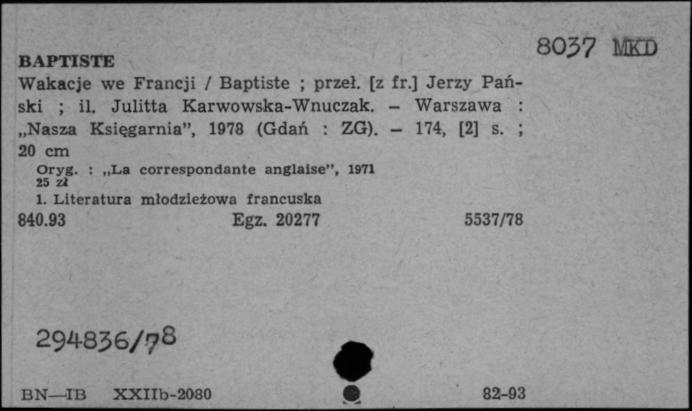 8037 MKD
BAPTISTE
Wakacje we Francji / Baptiste ; przeł. [z fr.] Jerzy Pań-
ski ; il. Julitta Karwowska-Wnuczak. — Warszawa :
„Nasza Księgarnia”, 1978 (Gdań : ZG). — 174, [2] s. ;
20 cm
Oryg. : „La correspondante anglaise”, 1971
25 zł
1. Literatura młodzieżowa francuska
840.93 Egz. 20277 5537/78
294836/78
BN—IB XXIIb-2080 82-93